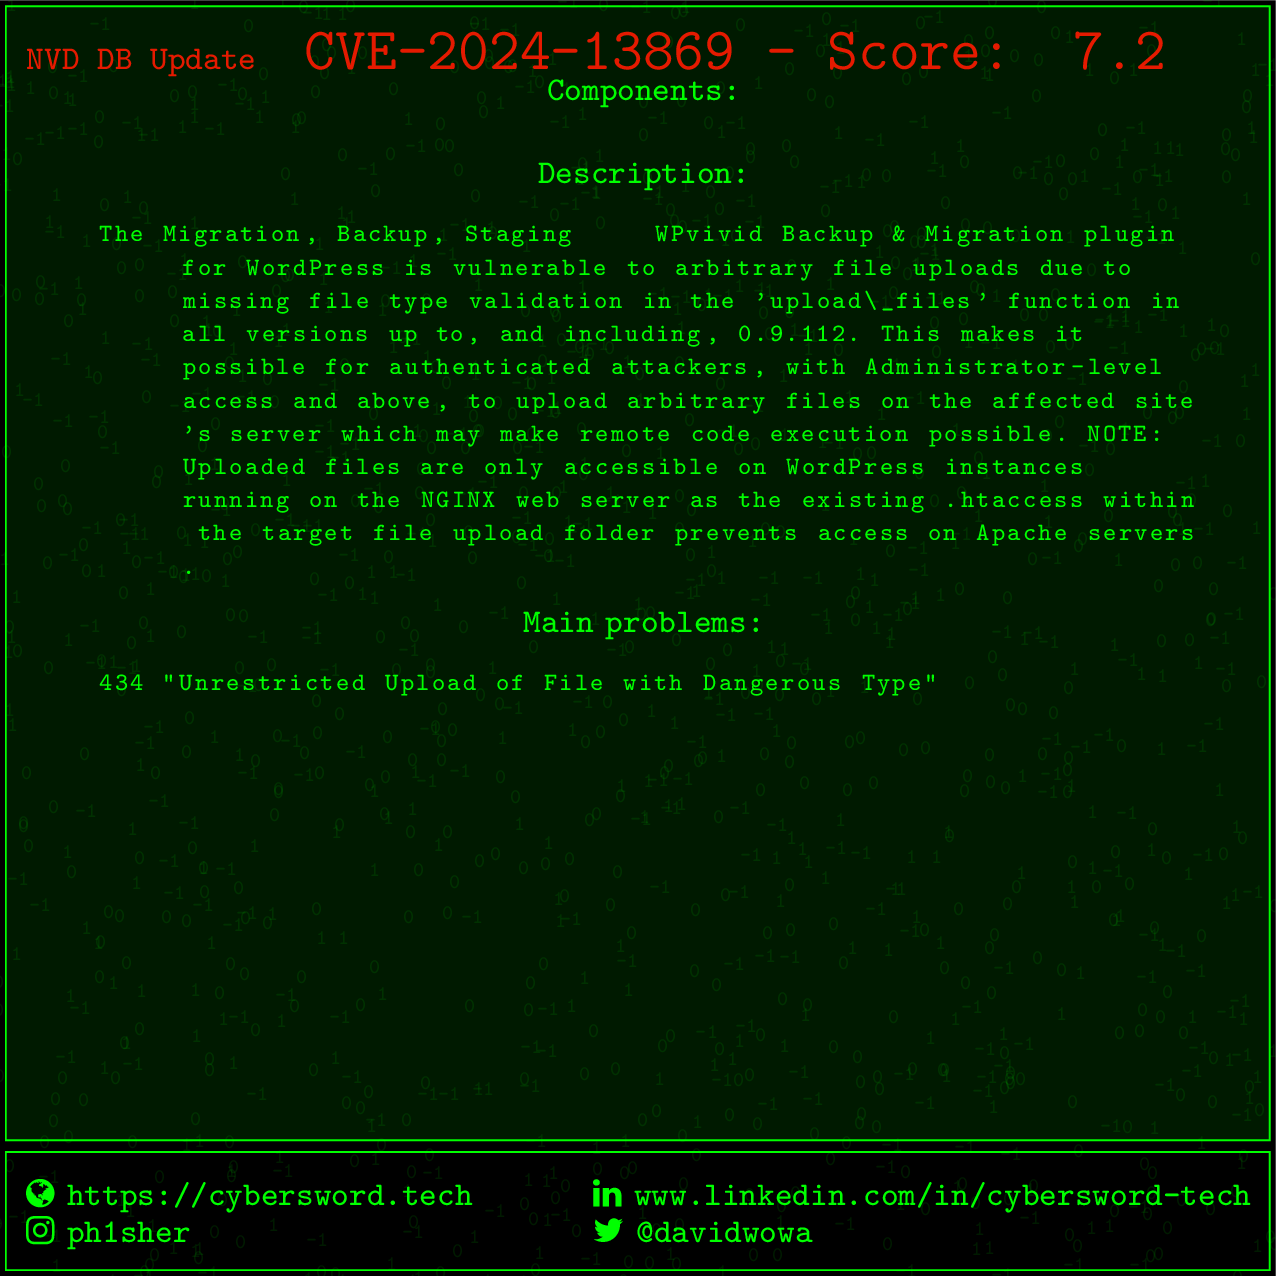 NVD DB Update CVE-2024-13869 - Score: 7.2
Components:
Description:
The Migration, Backup, Staging     WPvivid Backup & Migration plugin
for WordPress is vulnerable to arbitrary file uploads due to
missing file type validation in the 'upload\_files' function in
all versions up to, and including, 0.9.112. This makes it
possible for authenticated attackers, with Administrator-level
access and above, to upload arbitrary files on the affected site
's server which may make remote code execution possible. NOTE:
Uploaded files are only accessible on WordPress instances
running on the NGINX web server as the existing .htaccess within
the target file upload folder prevents access on Apache servers
.
Main problems:
434 "Unrestricted Upload of File with Dangerous Type"
https://cybersword.tech www.linkedin.com/in/cybersword-tech
ph1sher @davidwowa